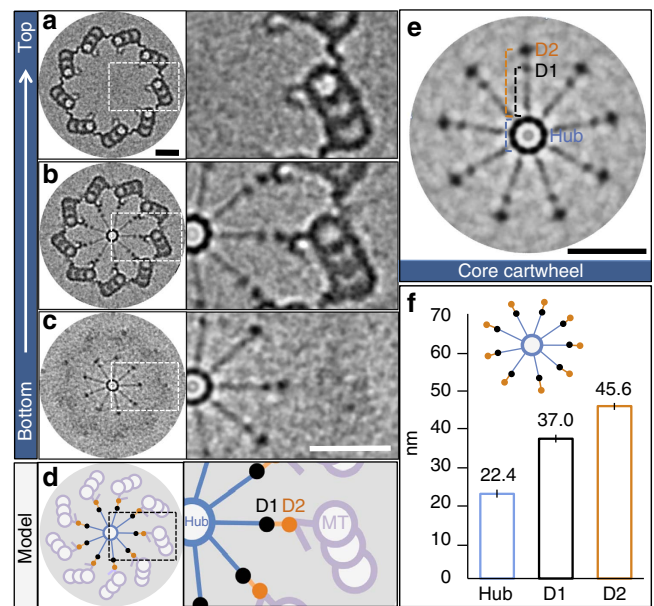 a
Top
b
c
Bottom
d
Model
Hub
D1 D2
MT
e
D2
D1
Hub
Core cartwheel
f
70
60
50
40
30
20
10
0
nm
22.4
37.0
45.6
Hub
D1
D2